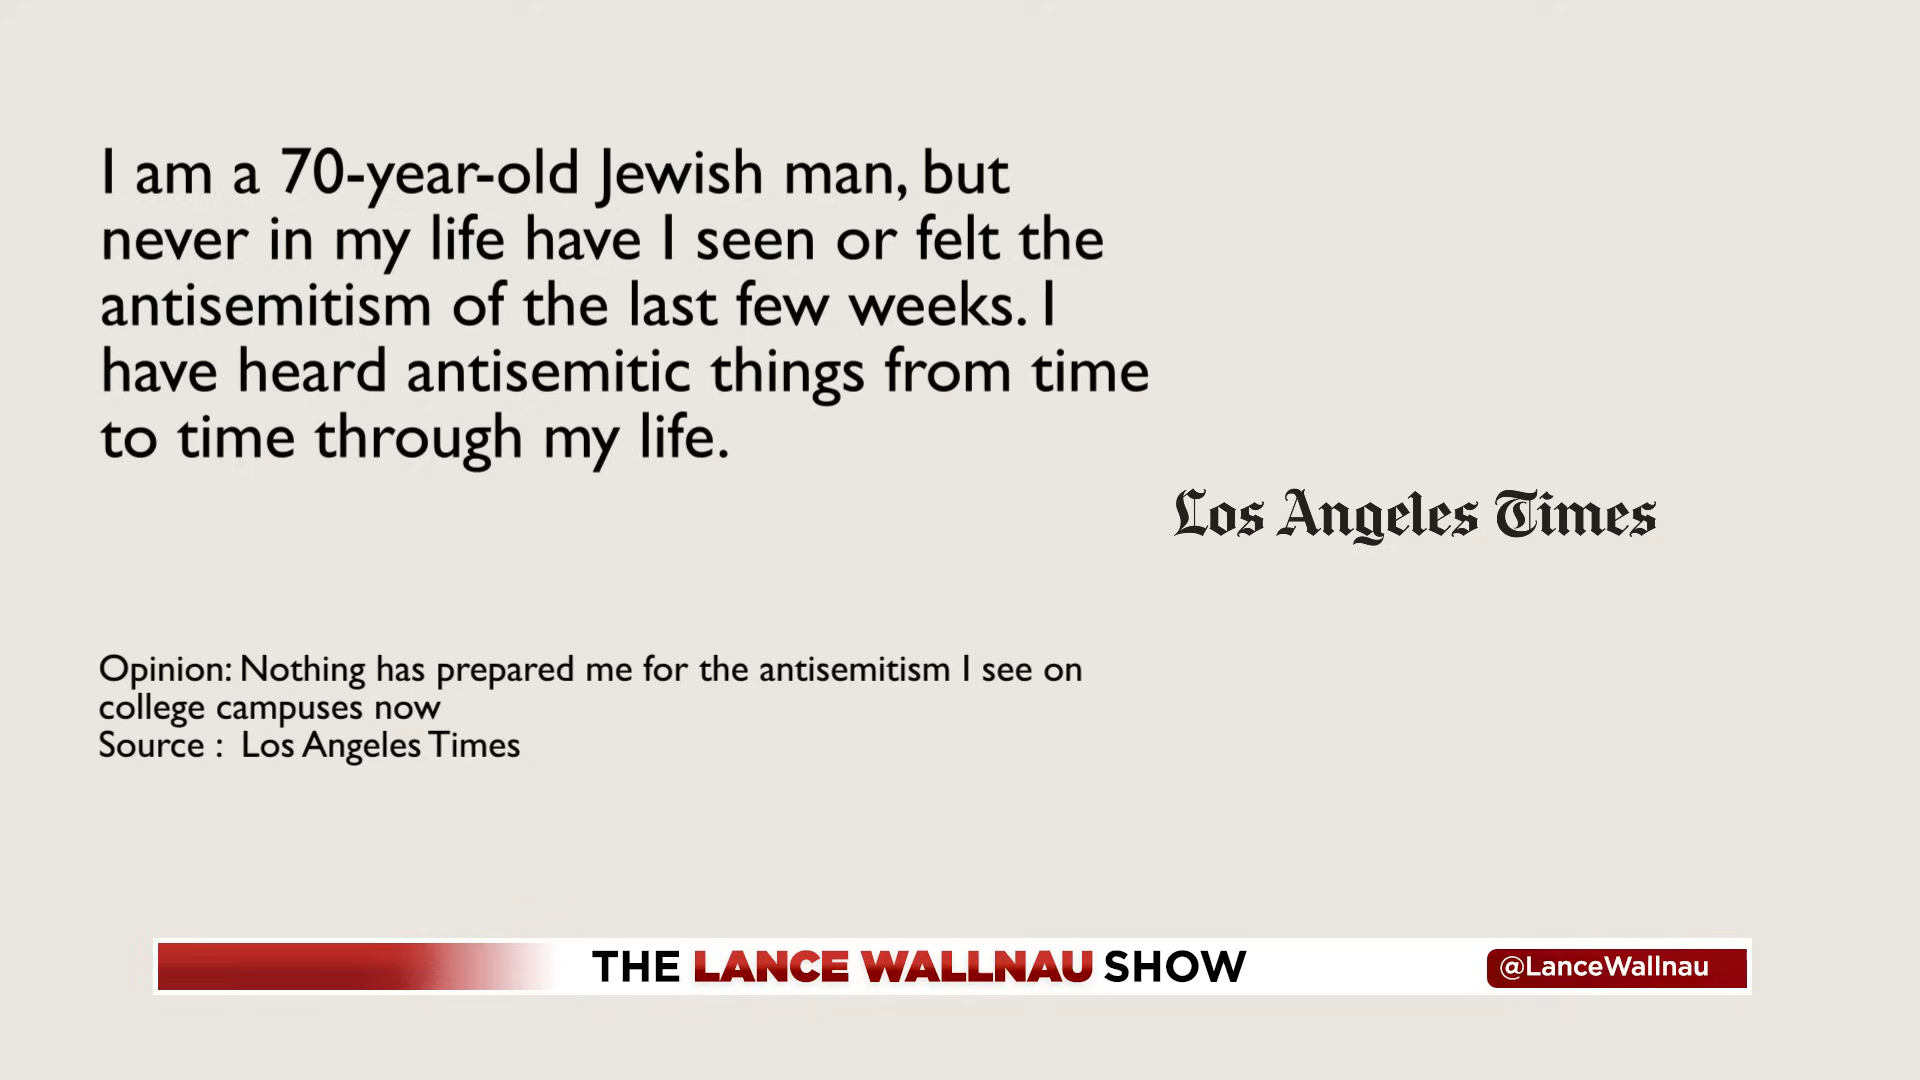 I am a 70-year-old Jewish man, but
never in my life have I seen or felt the
antisemitism of the last few weeks. I
have heard antisemitic things from time
to time through my life.
Los Angeles Times
Opinion: Nothing has prepared me for the antisemitism I see on
college campuses now
Source : Los Angeles Times
THE LANCE WALLNAU SHOW
@LanceWallnau